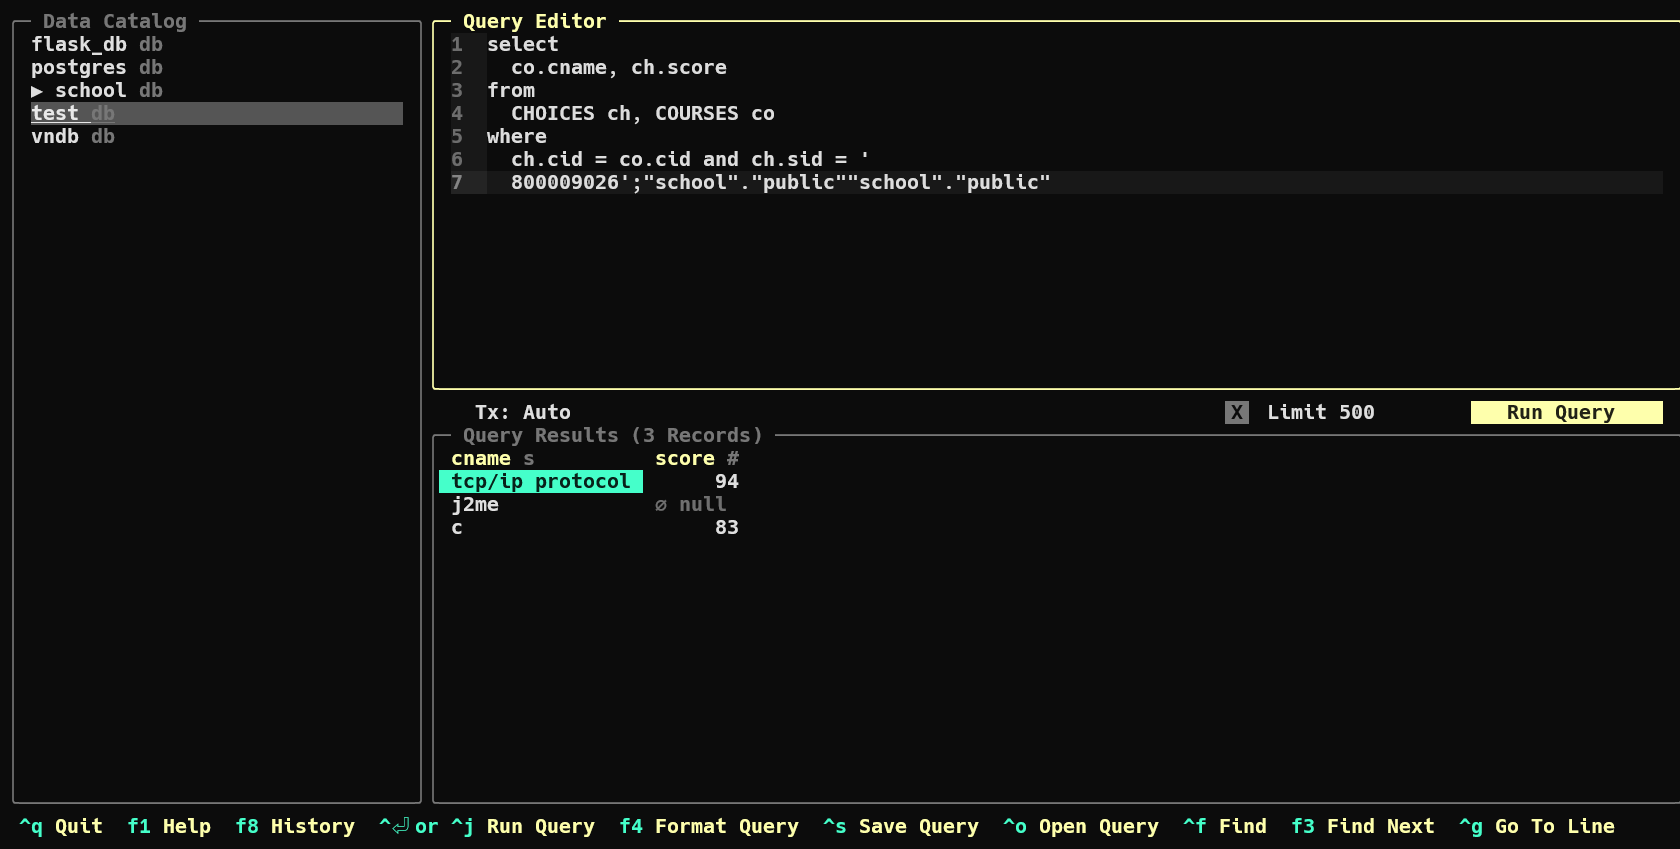 Data Catalog
flask_db db
postgres db
▶ school db
test db
vndb db
Query Editor
1 select
2   co.cname, ch.score
3 from
4   CHOICES ch, COURSES co
5 where
6   ch.cid = co.cid and ch.sid = '
7   800009026';"school"."public""school"."public"
Tx: Auto X Limit 500 Run Query
Query Results (3 Records)
cname s score #
tcp/ip protocol 94
j2me ∅ null
c 83
^q Quit f1 Help f8 History ^⏎ or ^j Run Query f4 Format Query ^s Save Query ^o Open Query ^f Find f3 Find Next ^g Go To Line